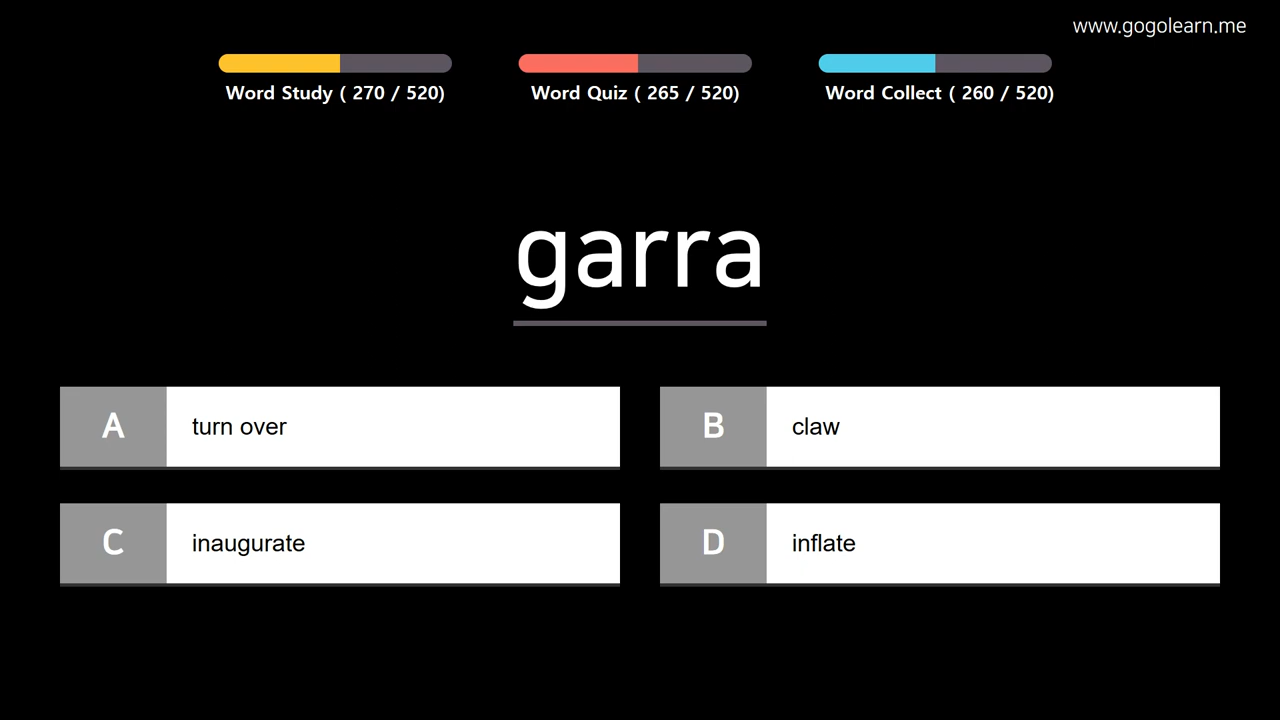 www.gogolearn.me
Word Study ( 270 / 520)
Word Quiz ( 265 / 520)
Word Collect ( 260 / 520)
garra
A turn over
B claw
C inaugurate
D inflate